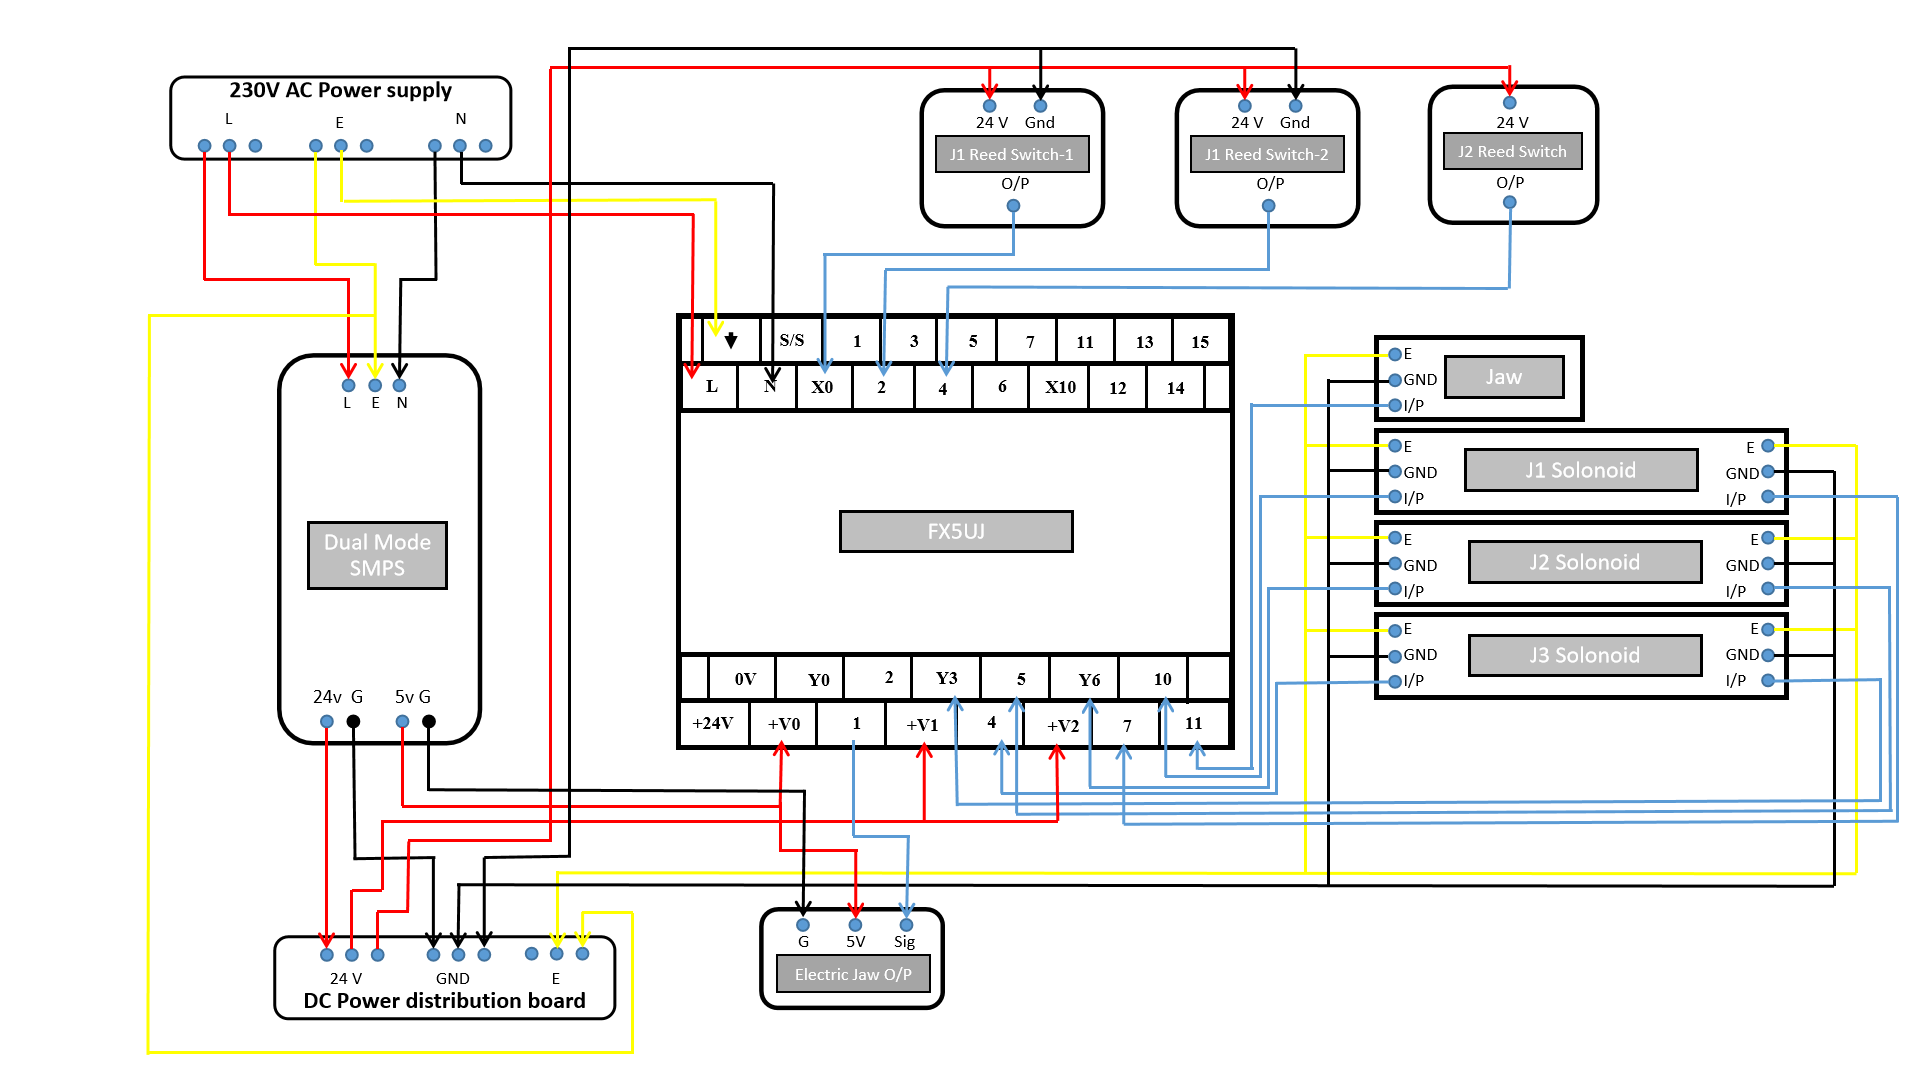 230V AC Power supply
L
E
N
24 V Gnd
J1 Reed Switch-1
O/P
24 V Gnd
J1 Reed Switch-2
O/P
24 V
J2 Reed Switch
O/P
S/S 1 3 5 7 11 13 15
L N X0 2 4 6 X10 12 14
FX5UJ
0V Y0 2 Y3 5 Y6 10
+24V +V0 1 +V1 4 +V2 7 11
L E N
Dual Mode
SMPS
24v G 5v G
E
GND
I/P
Jaw
E
GND
I/P
J1 Solonoid
E
GND
I/P
E
GND
I/P
J2 Solonoid
E
GND
I/P
E
GND
I/P
J3 Solonoid
E
GND
I/P
24 V GND E
DC Power distribution board
G 5V Sig
Electric Jaw O/P